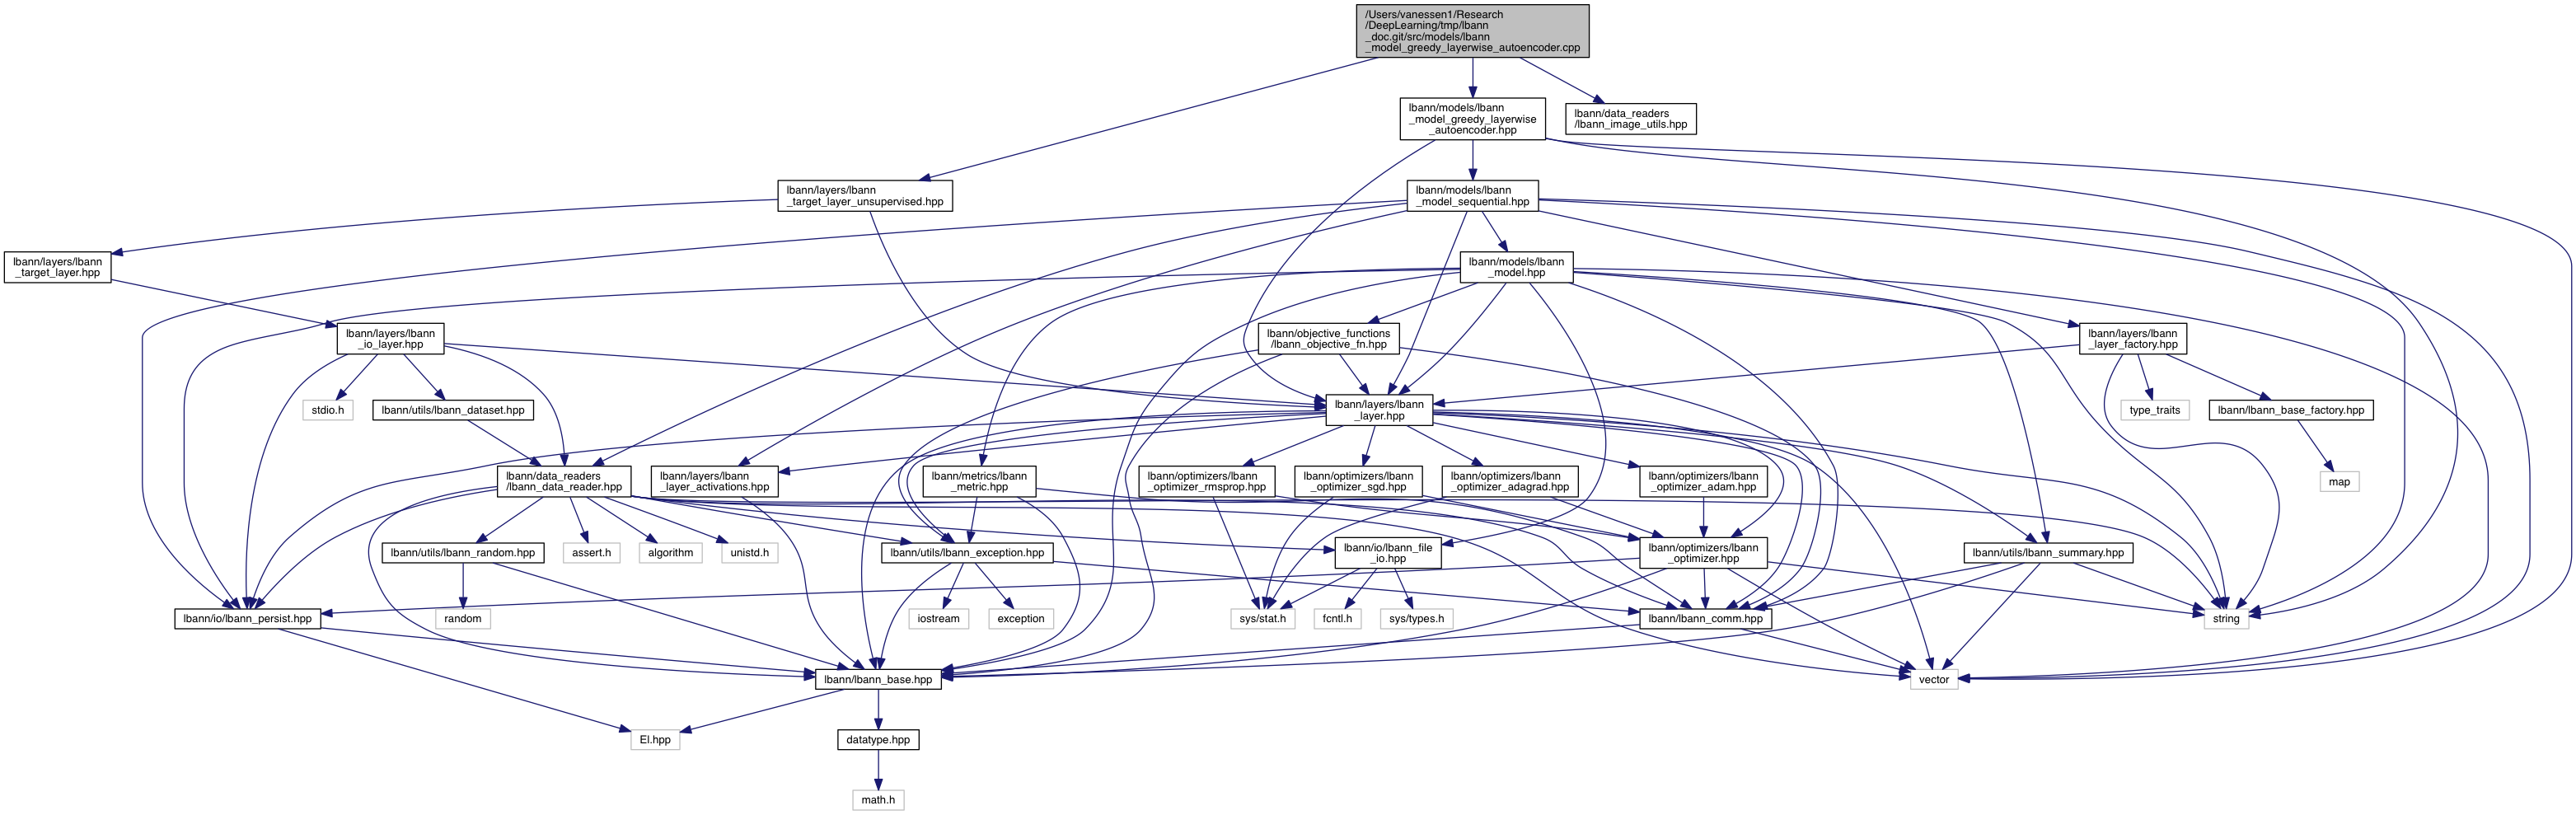 /Users/vanessen1/Research
/DeepLearning/tmp/lbann
_doc.git/src/models/lbann
_model_greedy_layerwise_autoencoder.cpp
lbann/models/lbann
_model_greedy_layerwise
_autoencoder.hpp
lbann/data_readers
/lbann_image_utils.hpp
lbann/layers/lbann
_target_layer_unsupervised.hpp
lbann/models/lbann
_model_sequential.hpp
lbann/layers/lbann
_target_layer.hpp
lbann/models/lbann
_model.hpp
lbann/layers/lbann
_io_layer.hpp
lbann/objective_functions
/lbann_objective_fn.hpp
lbann/layers/lbann
_layer_factory.hpp
stdio.h
lbann/utils/lbann_dataset.hpp
lbann/layers/lbann
_layer.hpp
type_traits
lbann/lbann_base_factory.hpp
lbann/data_readers
/lbann_data_reader.hpp
lbann/layers/lbann
_layer_activations.hpp
lbann/metrics/lbann
_metric.hpp
lbann/optimizers/lbann
_optimizer_rmsprop.hpp
lbann/optimizers/lbann
_optimizer_sgd.hpp
lbann/optimizers/lbann
_optimizer_adagrad.hpp
lbann/optimizers/lbann
_optimizer_adam.hpp
map
lbann/utils/lbann_random.hpp
assert.h
algorithm
unistd.h
lbann/utils/lbann_exception.hpp
lbann/io/lbann_file
_io.hpp
lbann/optimizers/lbann
_optimizer.hpp
lbann/utils/lbann_summary.hpp
lbann/io/lbann_persist.hpp
random
iostream
exception
sys/stat.h
fcntl.h
sys/types.h
lbann/lbann_comm.hpp
string
lbann/lbann_base.hpp
vector
El.hpp
datatype.hpp
math.h